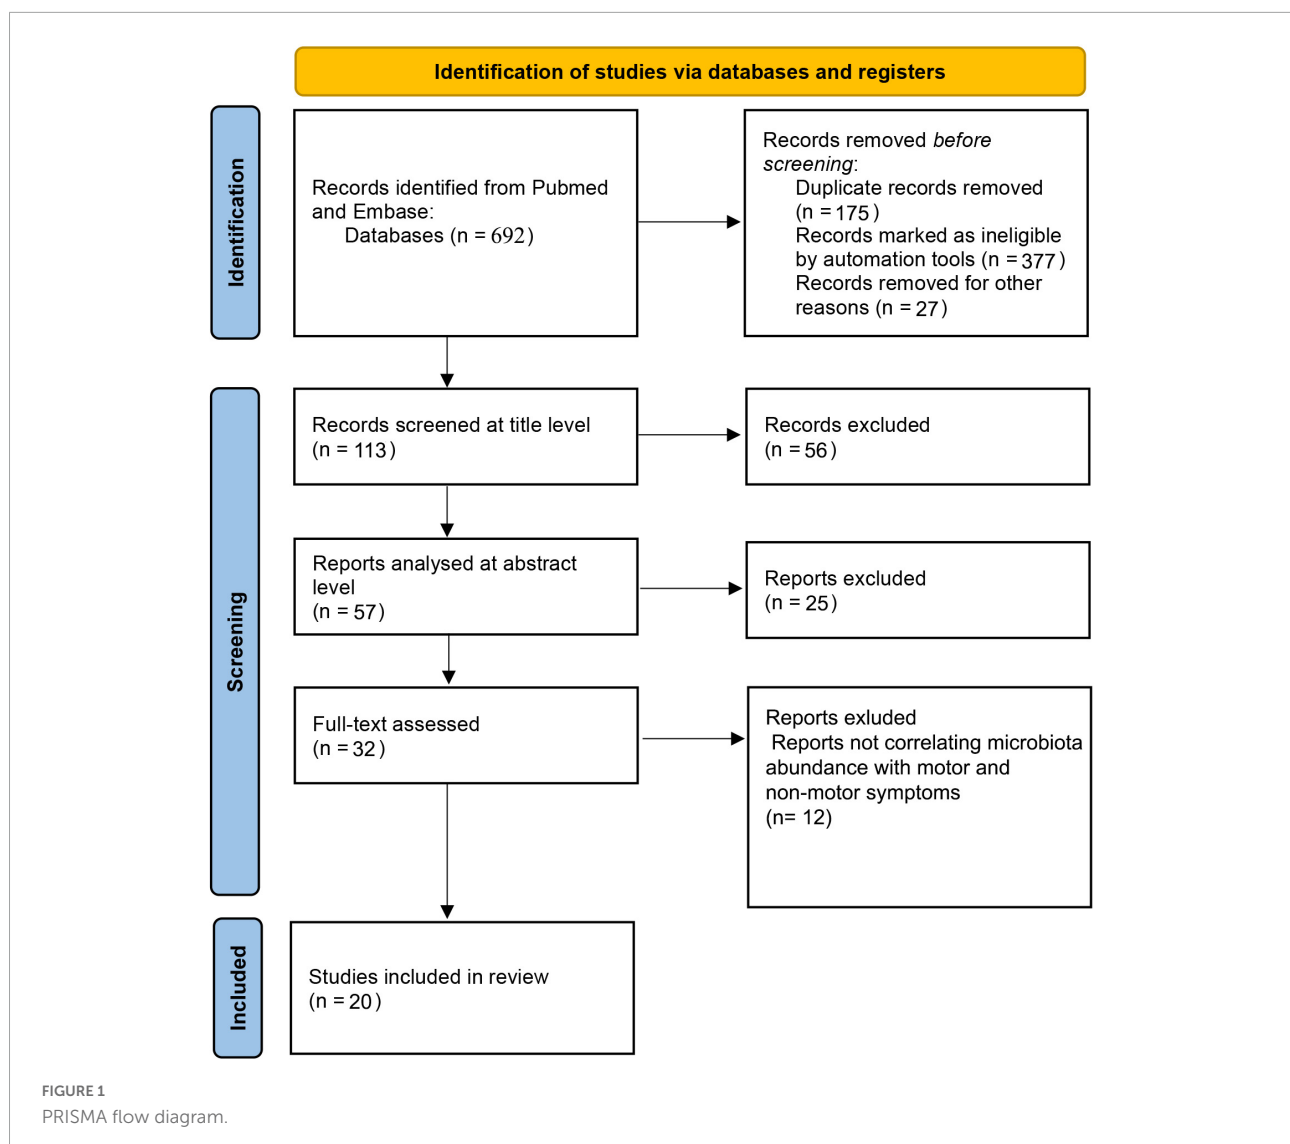 Identification of studies via databases and registers
Identification
Records identified from Pubmed
and Embase:
Databases (n = 692)
Records removed before
screening:
Duplicate records removed
(n = 175)
Records marked as ineligible
by automation tools (n = 377)
Records removed for other
reasons (n = 27)
Screening
Records screened at title level
(n = 113)
Records excluded
(n = 56)
Reports analysed at abstract
level
(n = 57)
Reports excluded
(n = 25)
Full-text assessed
(n = 32)
Reports exluded
Reports not correlating microbiota
abundance with motor and
non-motor symptoms
(n= 12)
Included
Studies included in review
(n = 20)
FIGURE 1
PRISMA flow diagram.